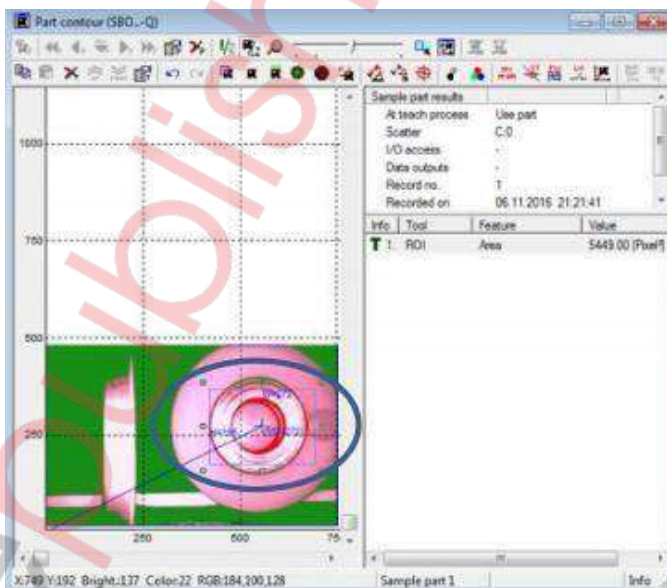 Part contour (SBO..-Q)
Sample part results
At teach process Use part
Scatter C:0
I/O access -
Data outputs -
Record no. 1
Recorded on 06.11.2016 21:21:41
Info Tool Feature Value
T 1. ROI Area 5449.00 (Pixel²)
1000
750
500
250
250 500 75
X:749 Y:192 Bright.:137 Color:22 RGB:184,100,128 Sample part 1 Info
publish